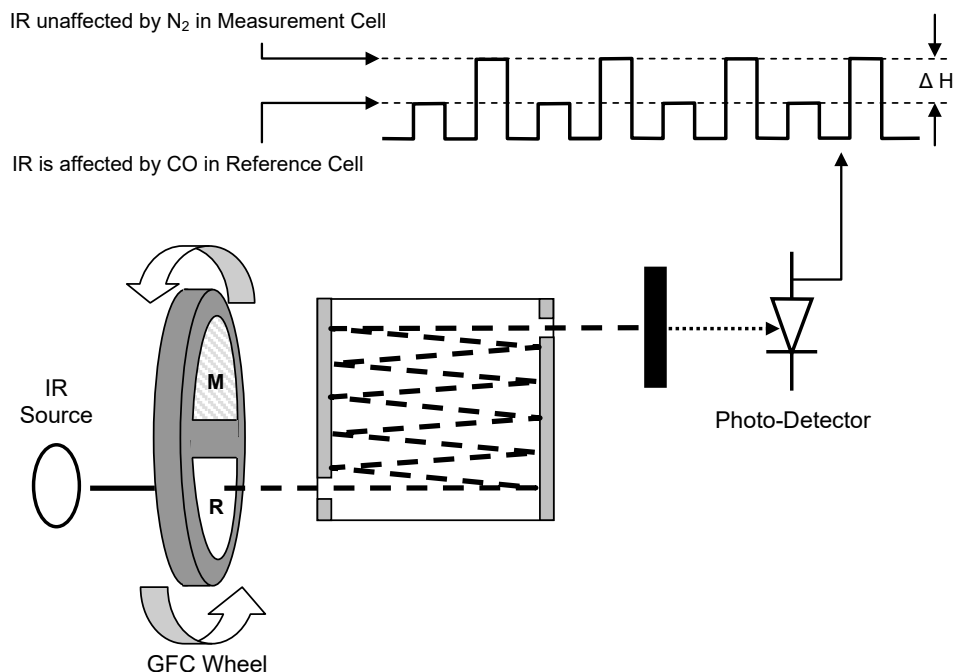 IR unaffected by N₂ in Measurement Cell
Δ H
IR is affected by CO in Reference Cell
M
IR
Source
Photo-Detector
R
GFC Wheel